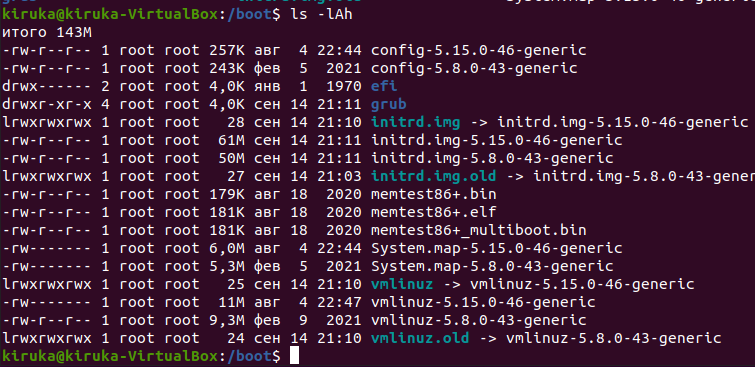 kiruka@kiruka-VirtualBox:/boot$ ls -lAh
итого 143M
-rw-r--r-- 1 root root 257K авг  4 22:44 config-5.15.0-46-generic
-rw-r--r-- 1 root root 243K фев  5  2021 config-5.8.0-43-generic
drwx------ 2 root root 4,0K янв  1  1970 efi
drwxr-xr-x 4 root root 4,0K сен 14 21:11 grub
lrwxrwxrwx 1 root root   28 сен 14 21:10 initrd.img -> initrd.img-5.15.0-46-generic
-rw-r--r-- 1 root root  61M сен 14 21:11 initrd.img-5.15.0-46-generic
-rw-r--r-- 1 root root  50M сен 14 21:11 initrd.img-5.8.0-43-generic
lrwxrwxrwx 1 root root   27 сен 14 21:03 initrd.img.old -> initrd.img-5.8.0-43-gener
-rw-r--r-- 1 root root 179K авг 18  2020 memtest86+.bin
-rw-r--r-- 1 root root 181K авг 18  2020 memtest86+.elf
-rw-r--r-- 1 root root 181K авг 18  2020 memtest86+_multiboot.bin
-rw------- 1 root root 6,0M авг  4 22:44 System.map-5.15.0-46-generic
-rw------- 1 root root 5,3M фев  5  2021 System.map-5.8.0-43-generic
lrwxrwxrwx 1 root root   25 сен 14 21:10 vmlinuz -> vmlinuz-5.15.0-46-generic
-rw------- 1 root root  11M авг  4 22:47 vmlinuz-5.15.0-46-generic
-rw-r--r-- 1 root root 9,3M фев  9  2021 vmlinuz-5.8.0-43-generic
lrwxrwxrwx 1 root root   24 сен 14 21:10 vmlinuz.old -> vmlinuz-5.8.0-43-generic
kiruka@kiruka-VirtualBox:/boot$